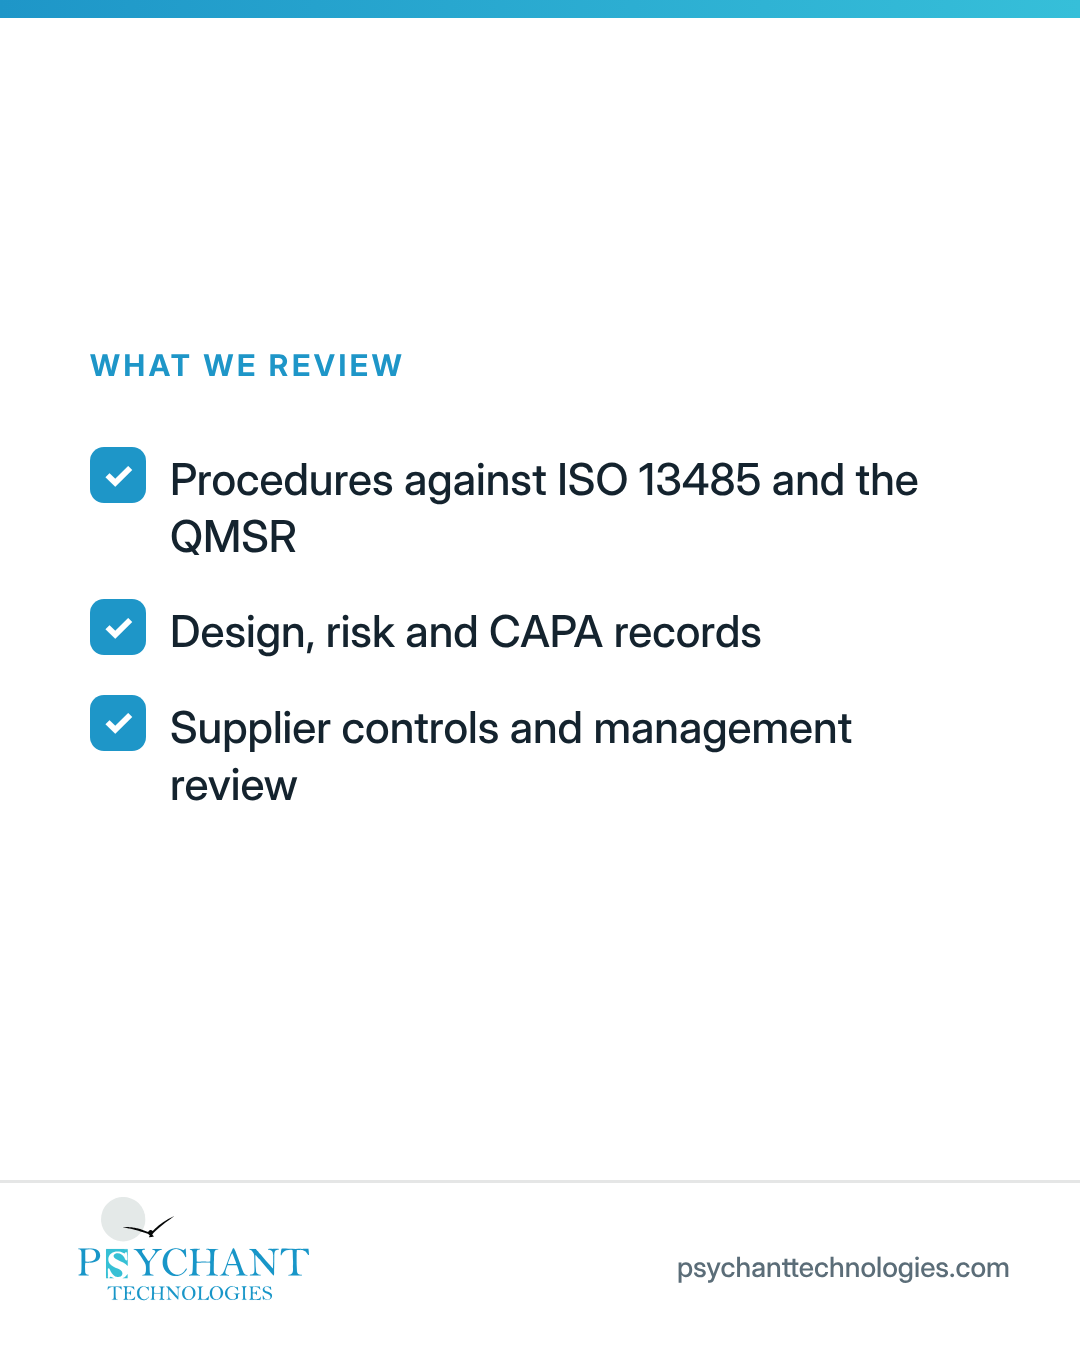 WHAT WE REVIEW
Procedures against ISO 13485 and the
QMSR
Design, risk and CAPA records
Supplier controls and management
review
PSYCHANT
TECHNOLOGIES
psychanttechnologies.com